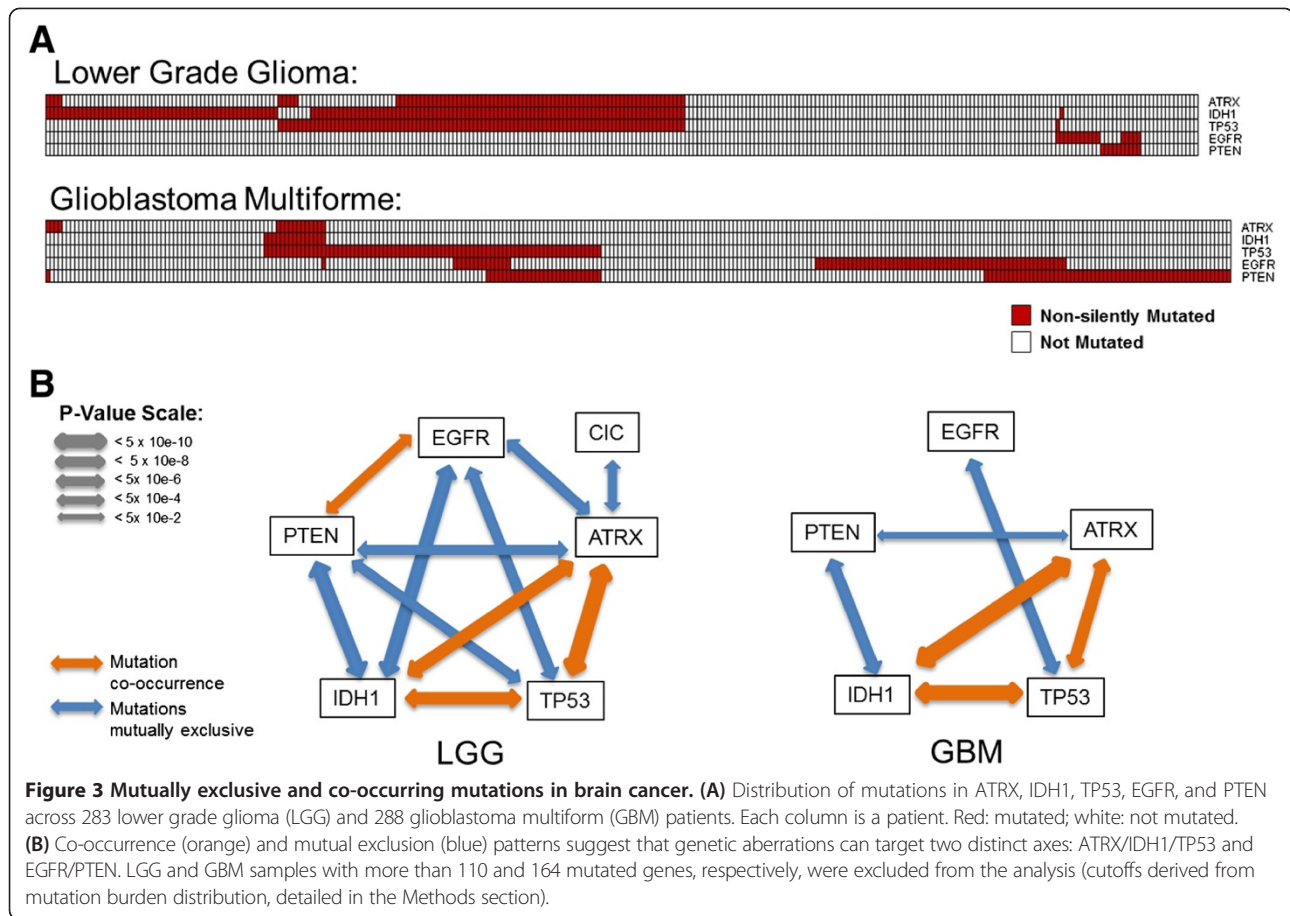 A
Lower Grade Glioma:
ATRX
IDH1
TP53
EGFR
PTEN
Glioblastoma Multiforme:
ATRX
IDH1
TP53
EGFR
PTEN
Non-silently Mutated
Not Mutated
B
P-Value Scale:
< 5 x 10e-10
< 5 x 10e-8
< 5x 10e-6
< 5x 10e-4
< 5x 10e-2
Mutation
co-occurrence
Mutations
mutually exclusive
EGFR
CIC
PTEN
ATRX
IDH1
TP53
LGG
EGFR
PTEN
ATRX
IDH1
TP53
GBM
Figure 3 Mutually exclusive and co-occurring mutations in brain cancer. (A) Distribution of mutations in ATRX, IDH1, TP53, EGFR, and PTEN
across 283 lower grade glioma (LGG) and 288 glioblastoma multiform (GBM) patients. Each column is a patient. Red: mutated; white: not mutated.
(B) Co-occurrence (orange) and mutual exclusion (blue) patterns suggest that genetic aberrations can target two distinct axes: ATRX/IDH1/TP53 and
EGFR/PTEN. LGG and GBM samples with more than 110 and 164 mutated genes, respectively, were excluded from the analysis (cutoffs derived from
mutation burden distribution, detailed in the Methods section).